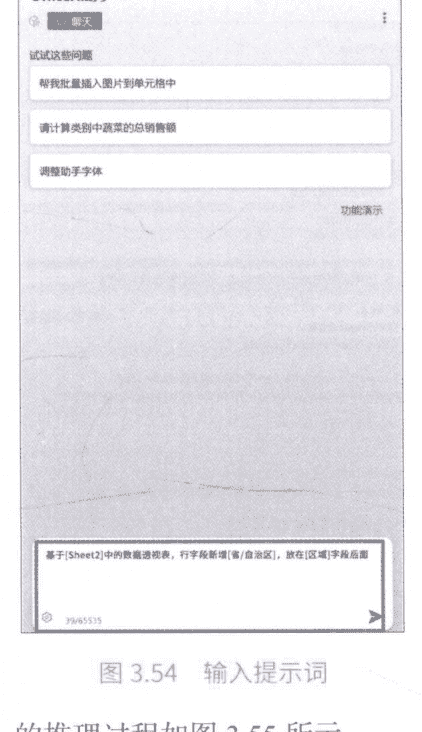 聊天
试试这些问题
帮我批量插入图片到单元格中
请计算类别中蔬菜的总销售额
调整助手字体
功能演示
基于[Sheet2]中的数据透视表，行字段新增[省/自治区]，放在[区域]字段后面
39/65535
图 3.54 输入提示词
的推理过程如图 3.55 所示